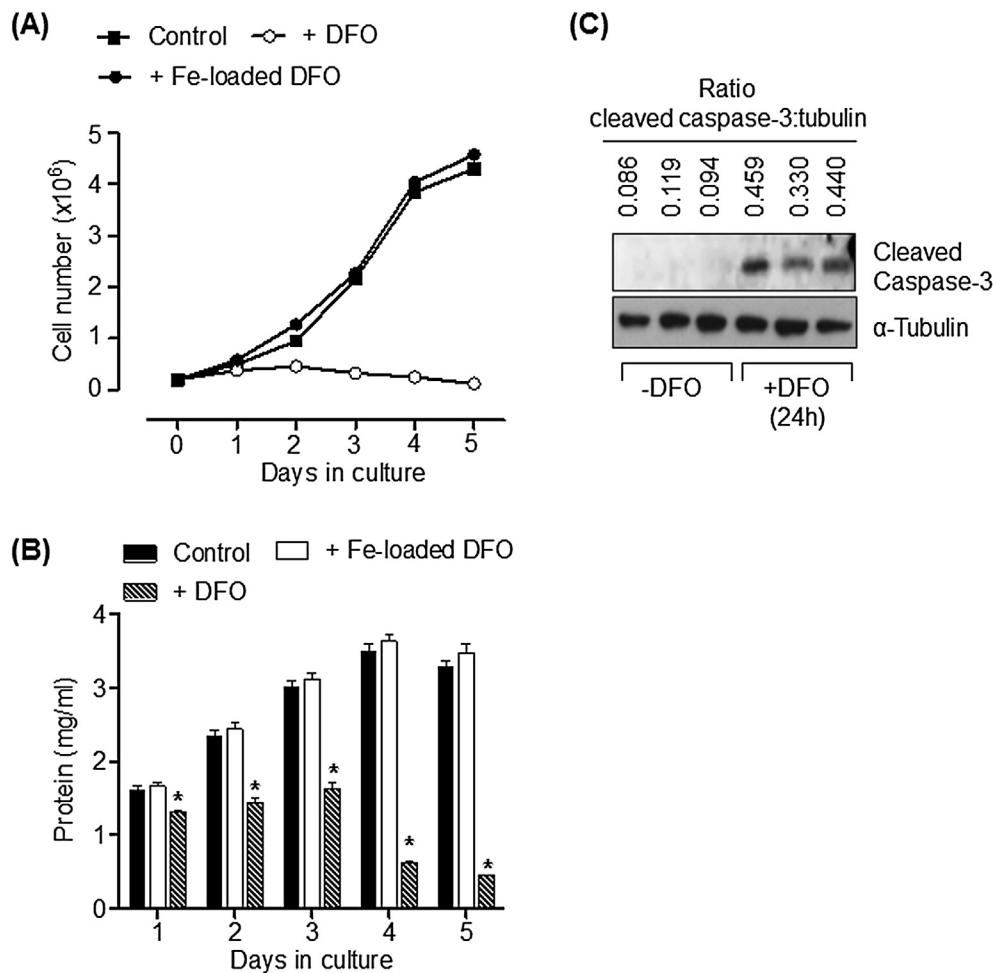 (A)
Control + DFO
+ Fe-loaded DFO
Cell number (x10⁶)
5
4
3
2
1
0
0 1 2 3 4 5
Days in culture
(C)
Ratio
cleaved caspase-3:tubulin
0.086 0.119 0.094 0.459 0.330 0.440
Cleaved
Caspase-3
α-Tubulin
-DFO +DFO
(24h)
(B)
Control + Fe-loaded DFO
+ DFO
Protein (mg/ml)
4
3
2
1
0
* * * * *
1 2 3 4 5
Days in culture